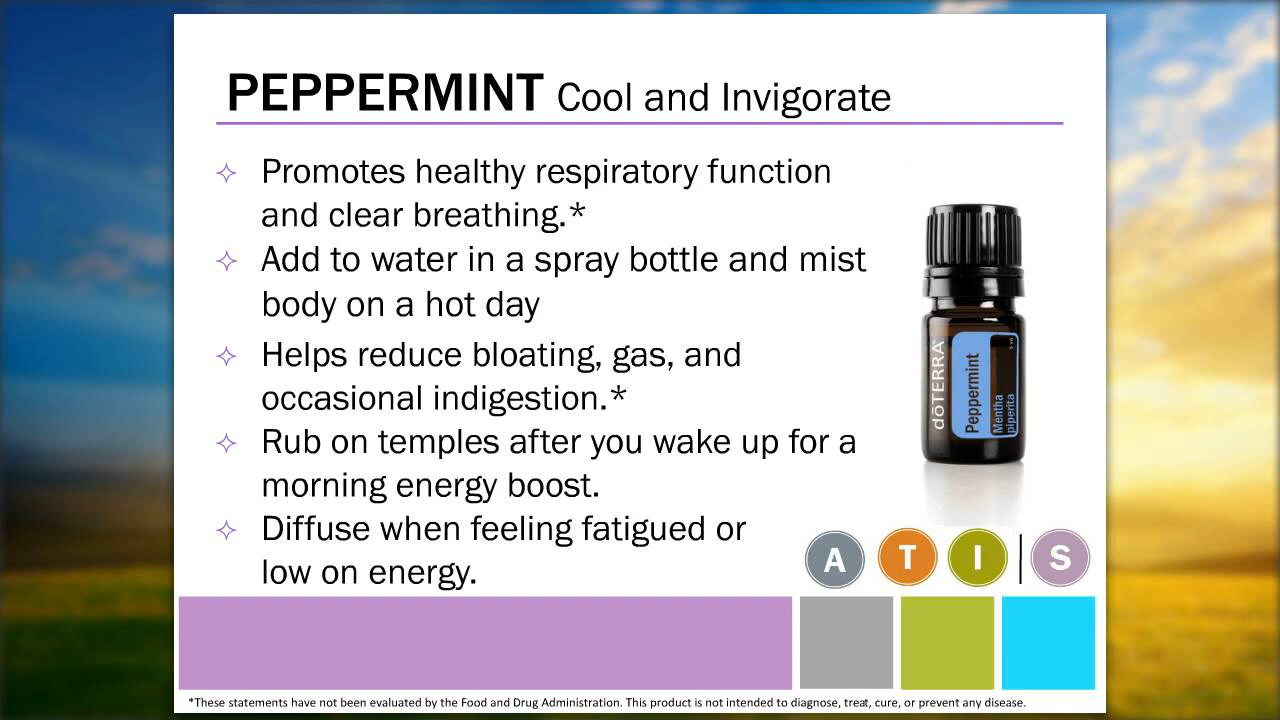 PEPPERMINT Cool and Invigorate
Promotes healthy respiratory function
and clear breathing.*
Add to water in a spray bottle and mist
body on a hot day
Helps reduce bloating, gas, and
occasional indigestion.*
Rub on temples after you wake up for a
morning energy boost.
Diffuse when feeling fatigued or
low on energy.
dōTERRA
Peppermint
Mentha
piperita
5 mL
A T I S
*These statements have not been evaluated by the Food and Drug Administration. This product is not intended to diagnose, treat, cure, or prevent any disease.